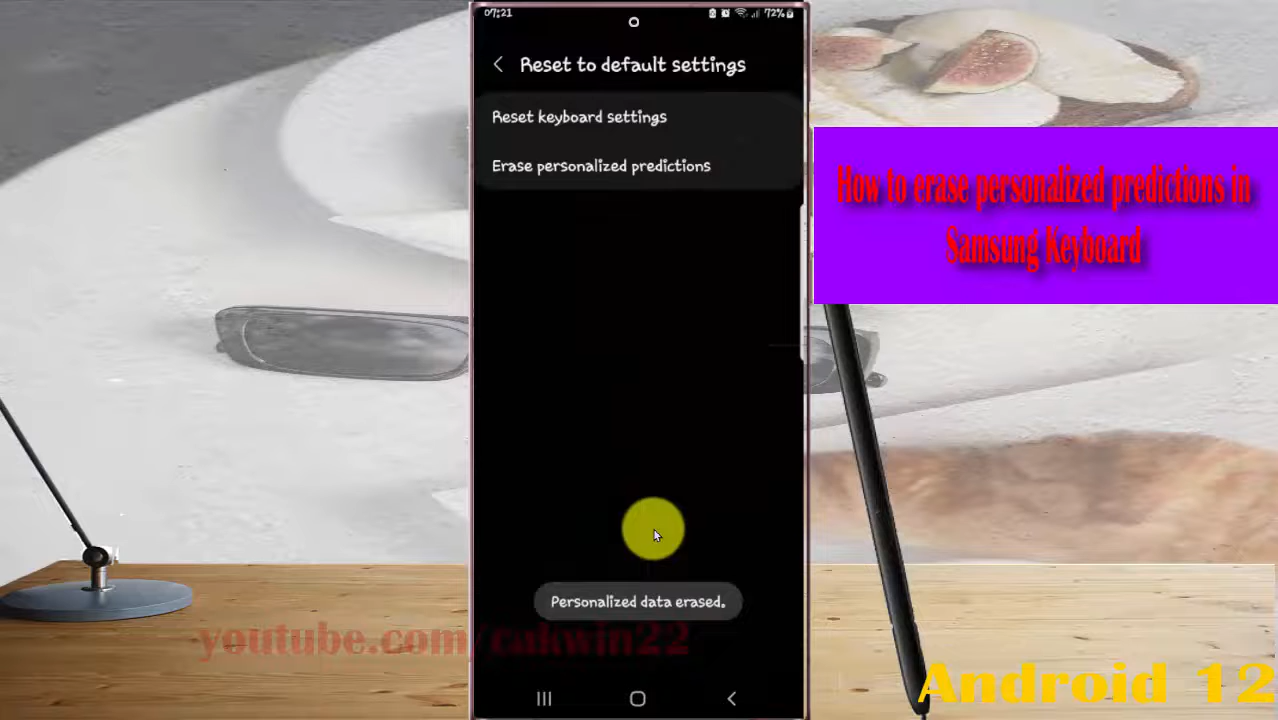 07:21
72%
Reset to default settings
Reset keyboard settings
Erase personalized predictions
How to erase personalized predictions in
Samsung Keyboard
Personalized data erased.
youtube.com/cakwin22
Android 12